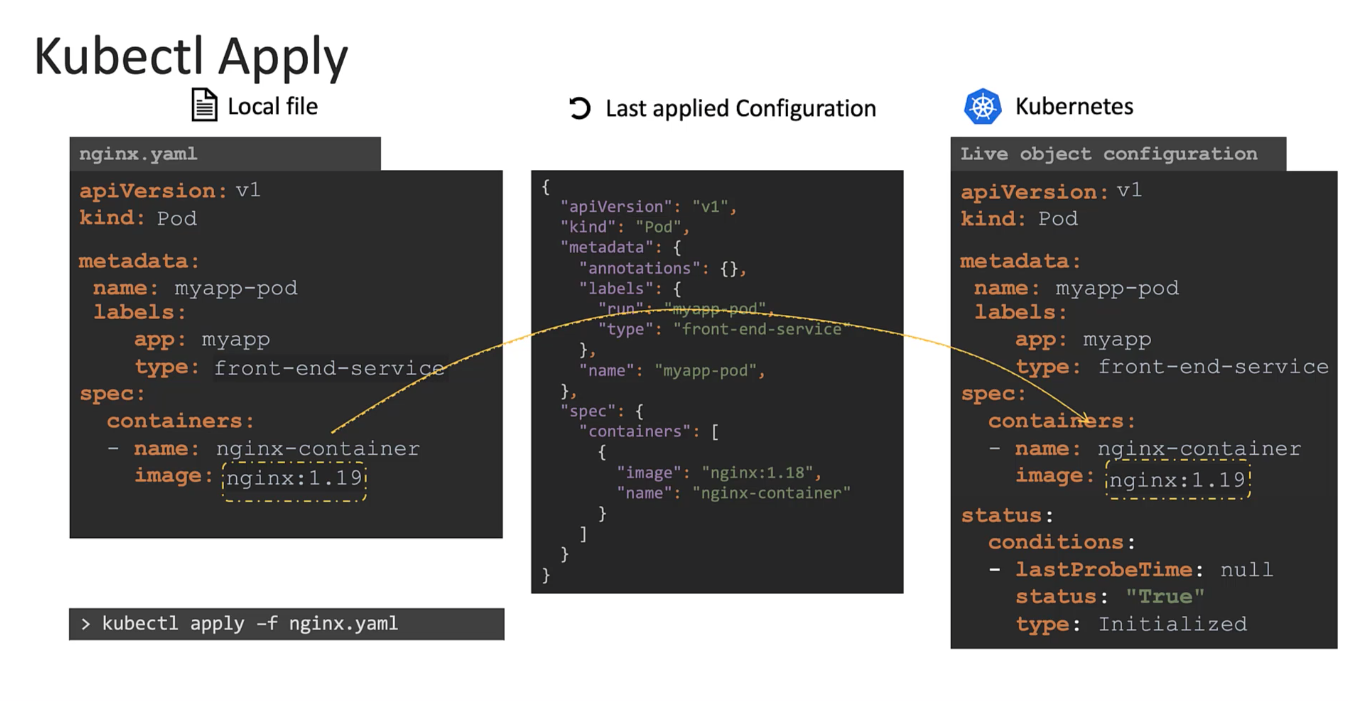 Kubectl Apply
Local file
nginx.yaml
apiVersion: v1
kind: Pod
metadata:
name: myapp-pod
labels:
app: myapp
type: front-end-service
spec:
containers:
- name: nginx-container
image: nginx:1.19
> kubectl apply –f nginx.yaml
Last applied Configuration
{
"apiVersion": "v1",
"kind": "Pod",
"metadata": {
"annotations": {},
"labels": {
"run": "myapp-pod",
"type": "front-end-service"
},
"name": "myapp-pod",
},
"spec": {
"containers": [
{
"image": "nginx:1.18",
"name": "nginx-container"
}
]
}
}
Kubernetes
Live object configuration
apiVersion: v1
kind: Pod
metadata:
name: myapp-pod
labels:
app: myapp
type: front-end-service
spec:
containers:
- name: nginx-container
image: nginx:1.19
status:
conditions:
- lastProbeTime: null
status: "True"
type: Initialized